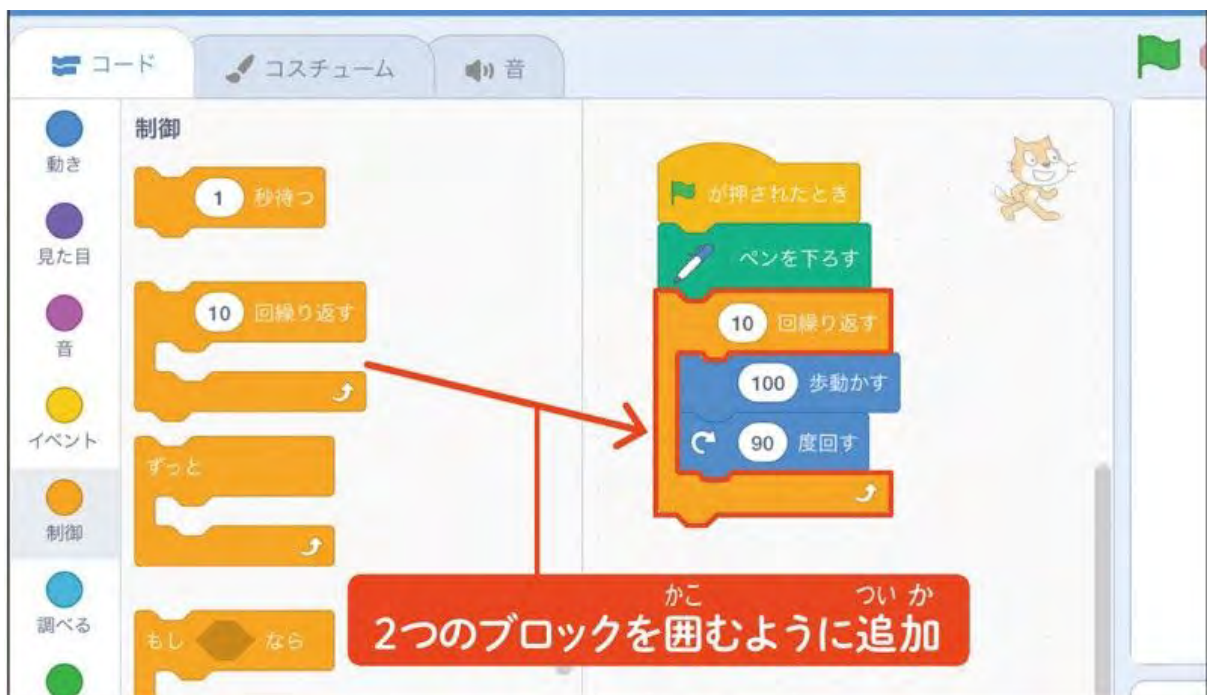 コード
コスチューム
音
動き
見た目
音
イベント
制御
調べる
制御
1 秒待つ
10 回繰り返す
ずっと
もし なら
が押されたとき
ペンを下ろす
10 回繰り返す
100 歩動かす
90 度回す
かこ ついか
2つのブロックを囲むように追加